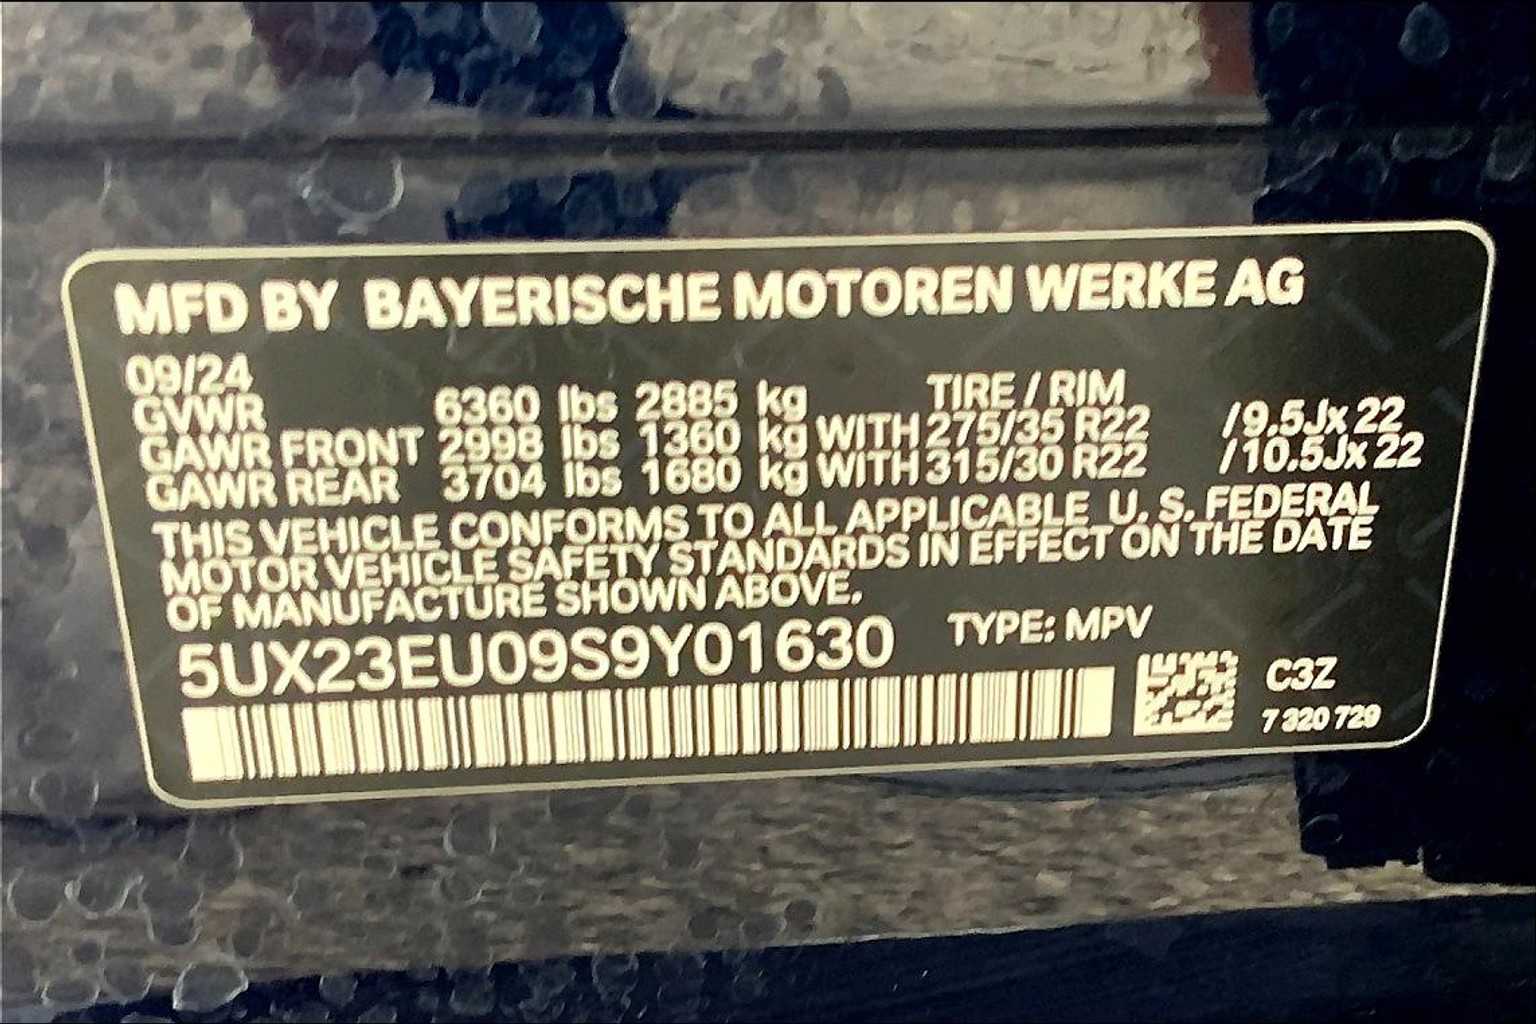 MFD BY BAYERISCHE MOTOREN WERKE AG
09/24
TIRE / RIM
GVWR 6360 lbs 2885 kg
GAWR FRONT 2998 lbs 1360 kg WITH 275/35 R22 /9.5Jx 22
GAWR REAR 3704 lbs 1680 kg WITH 315/30 R22 /10.5Jx 22
THIS VEHICLE CONFORMS TO ALL APPLICABLE U.S. FEDERAL
MOTOR VEHICLE SAFETY STANDARDS IN EFFECT ON THE DATE
OF MANUFACTURE SHOWN ABOVE.
5UX23EU09S9Y01630 TYPE: MPV
C3Z
7 320 729